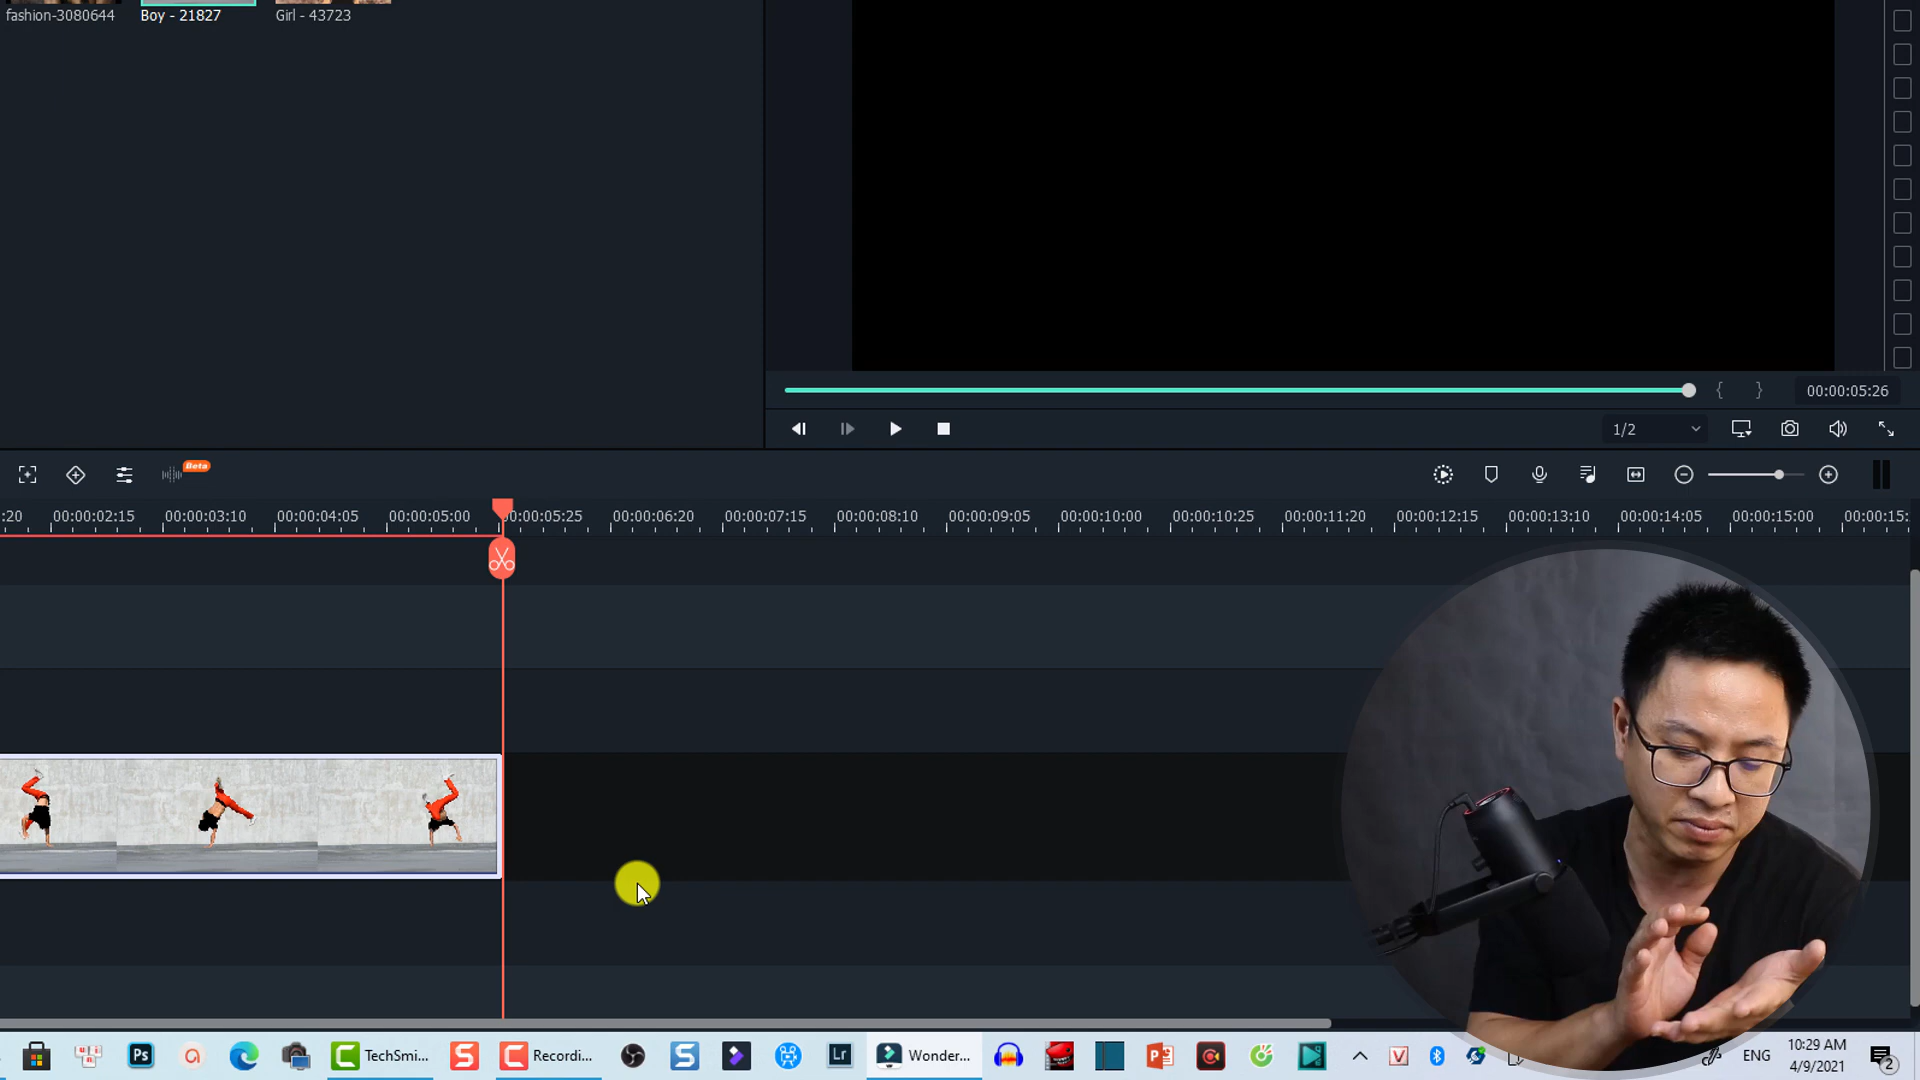 fashion-3080644 Boy - 21827 Girl - 43723
00:00:05:26
1/2
Beta
:20 00:00:02:15 00:00:03:10 00:00:04:05 00:00:05:00 00:00:05:25 00:00:06:20 00:00:07:15 00:00:08:10 00:00:09:05 00:00:10:00 00:00:10:25 00:00:11:20 00:00:12:15 00:00:13:10 00:00:14:05 00:00:15:00 00:00:15:
Ps TechSmi... S Recordi... S Lr Wonder... ENG 10:29 AM
4/9/2021 2